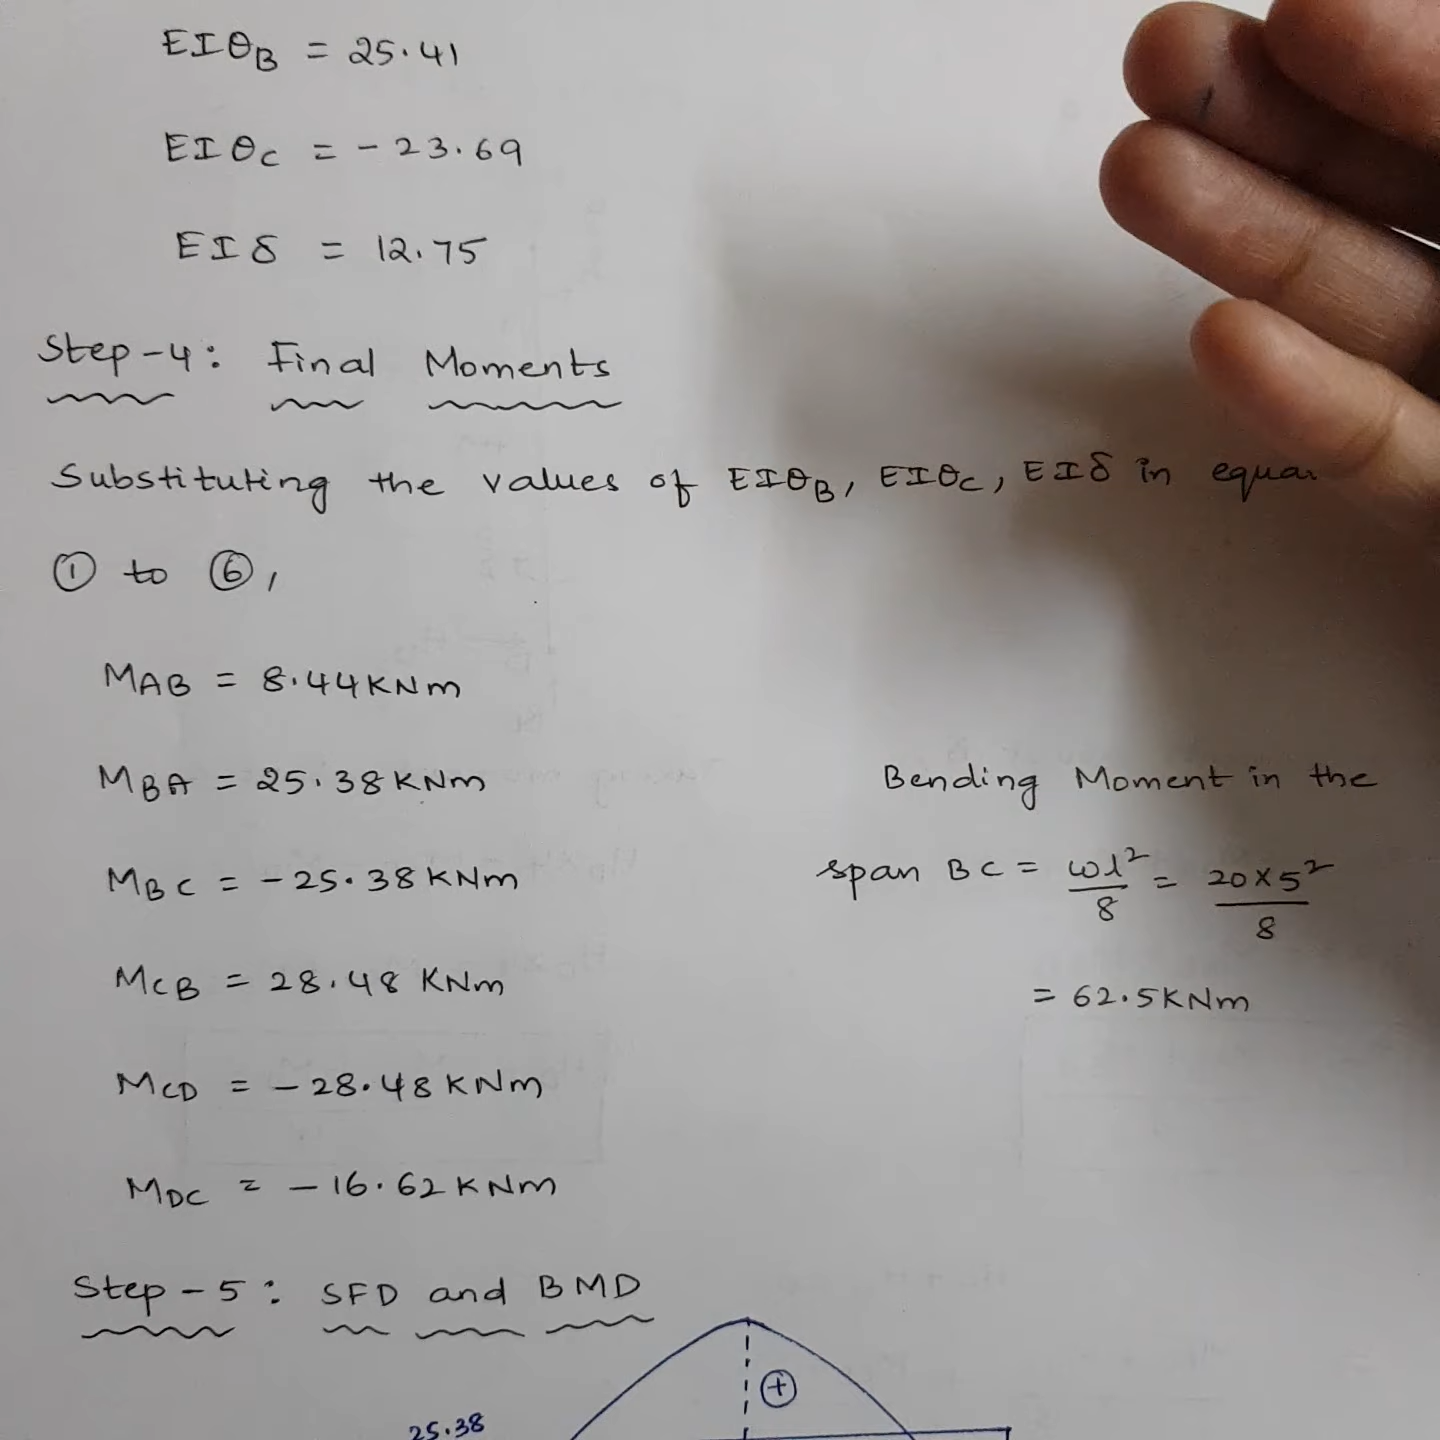 EIθB = 25.41
EIθC = - 23.69
EIδ = 12.75
Step-4: Final Moments
Substituting the values of EIθB, EIθC, EIδ in
① to ⑥,
MAB = 8.44KNm
MBA = 25.38KNm
MBC = -25.38KNm
MCB = 28.48 KNm
MCD = -28.48KNm
MDC = -16.62KNm
Bending Moment in the
span BC = ωl²/8 = 20×5²/8
= 62.5KNm
Step-5: SFD and BMD
+
25.38